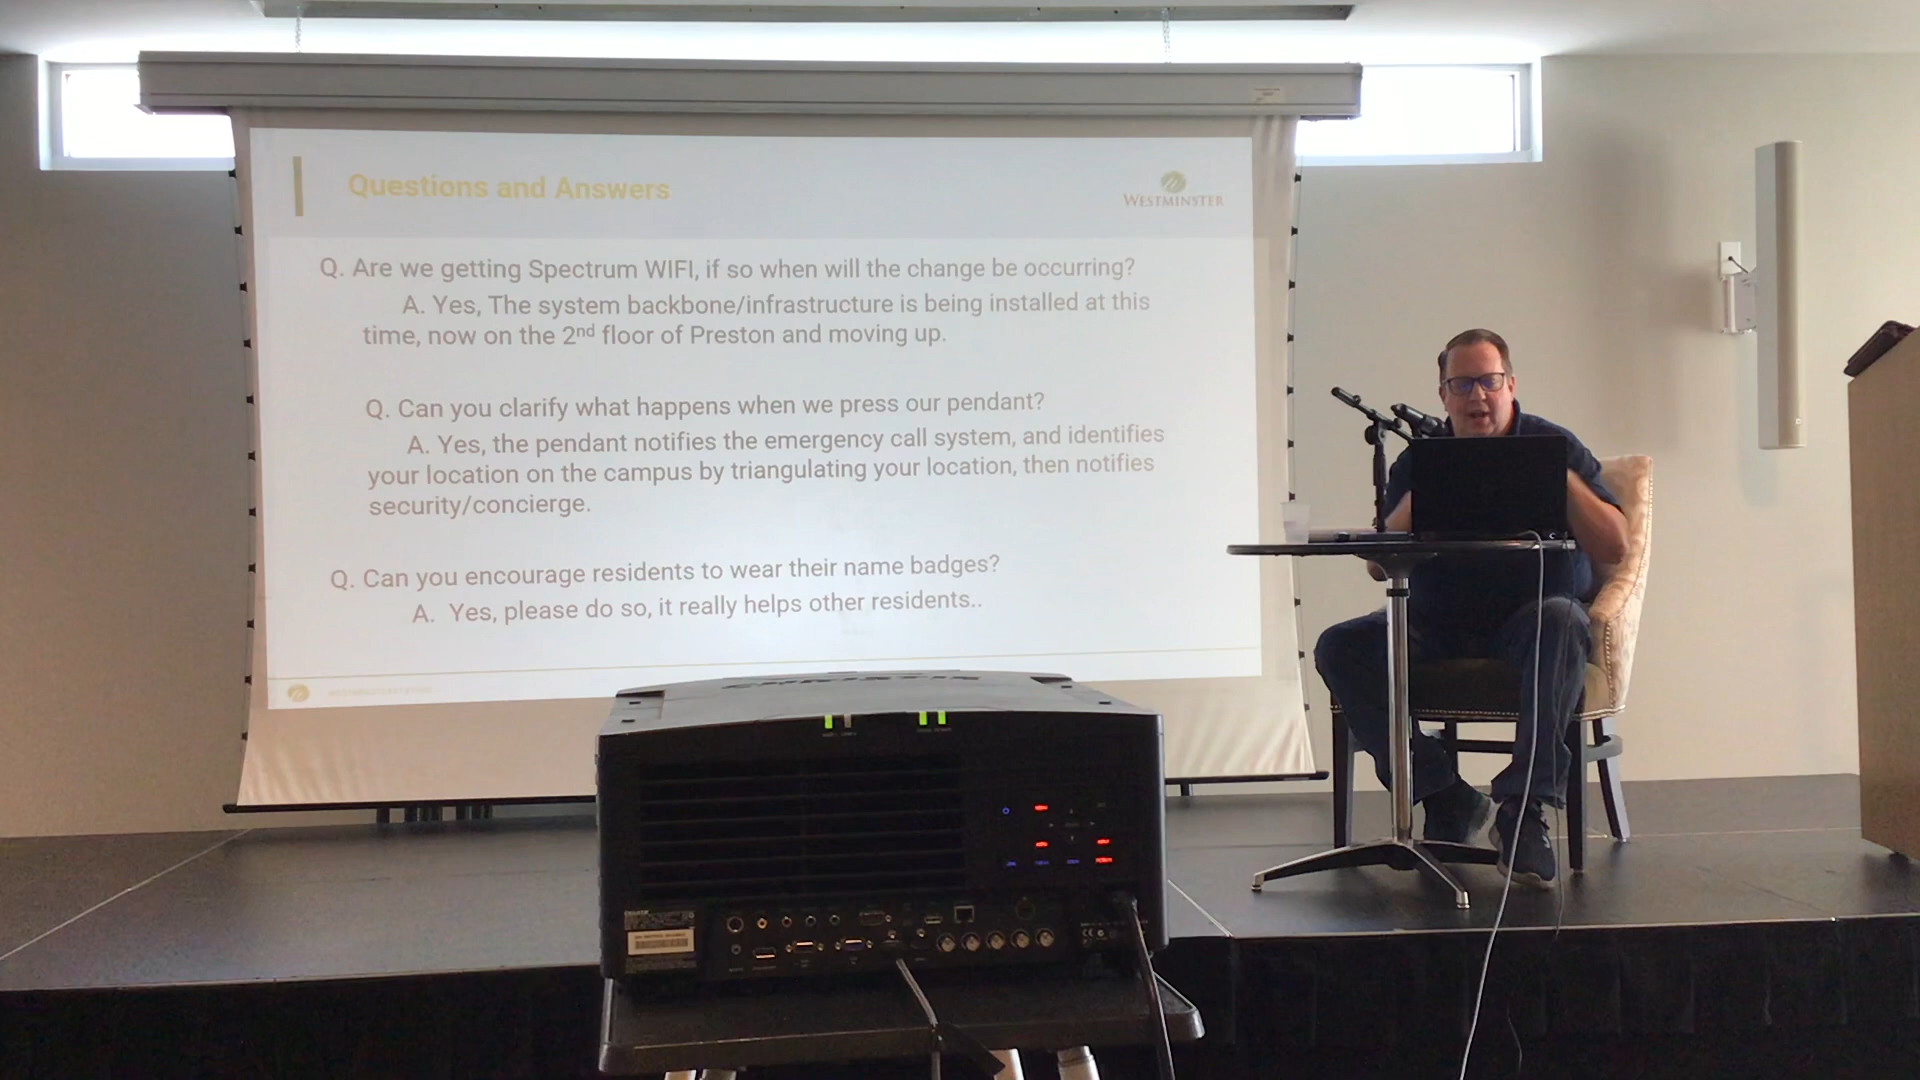 Questions and Answers
WESTMINSTER
Q. Are we getting Spectrum WIFI, if so when will the change be occurring?
A. Yes, The system backbone/infrastructure is being installed at this
time, now on the 2nd floor of Preston and moving up.
Q. Can you clarify what happens when we press our pendant?
A. Yes, the pendant notifies the emergency call system, and identifies
your location on the campus by triangulating your location, then notifies
security/concierge.
Q. Can you encourage residents to wear their name badges?
A. Yes, please do so, it really helps other residents..
CHRISTIE